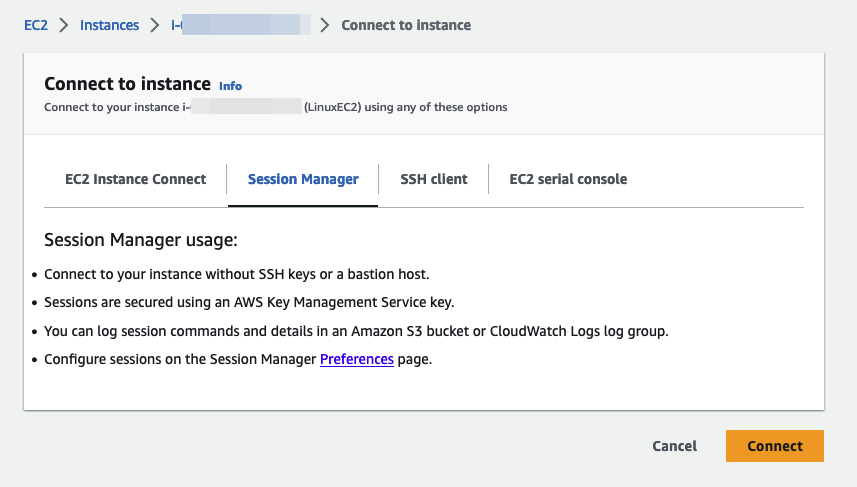 EC2 > Instances > i- > Connect to instance
Connect to instance Info
Connect to your instance i- (LinuxEC2) using any of these options
EC2 Instance Connect Session Manager SSH client EC2 serial console
Session Manager usage:
• Connect to your instance without SSH keys or a bastion host.
• Sessions are secured using an AWS Key Management Service key.
• You can log session commands and details in an Amazon S3 bucket or CloudWatch Logs log group.
• Configure sessions on the Session Manager Preferences page.
Cancel Connect